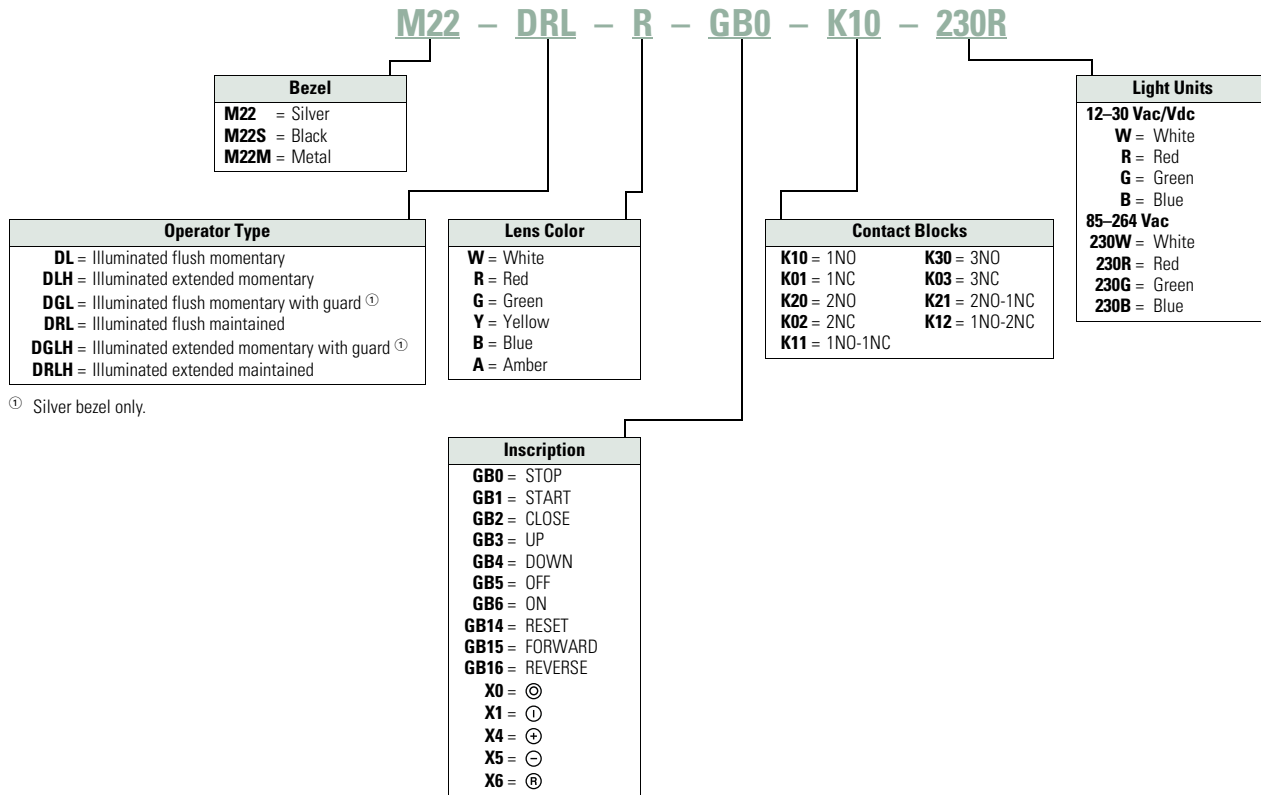 M22 – DRL – R – GB0 – K10 – 230R
Bezel
M22 = Silver
M22S = Black
M22M = Metal
Light Units
12–30 Vac/Vdc
W = White
R = Red
G = Green
B = Blue
85–264 Vac
230W = White
230R = Red
230G = Green
230B = Blue
Operator Type
DL = Illuminated flush momentary
DLH = Illuminated extended momentary
DGL = Illuminated flush momentary with guard ①
DRL = Illuminated flush maintained
DGLH = Illuminated extended momentary with guard ①
DRLH = Illuminated extended maintained
Lens Color
W = White
R = Red
G = Green
Y = Yellow
B = Blue
A = Amber
Contact Blocks
K10 = 1NO K30 = 3NO
K01 = 1NC K03 = 3NC
K20 = 2NO K21 = 2NO-1NC
K02 = 2NC K12 = 1NO-2NC
K11 = 1NO-1NC
① Silver bezel only.
Inscription
GB0 = STOP
GB1 = START
GB2 = CLOSE
GB3 = UP
GB4 = DOWN
GB5 = OFF
GB6 = ON
GB14 = RESET
GB15 = FORWARD
GB16 = REVERSE
X0 = ⓞ
X1 = Ⓘ
X4 = ⊕
X5 = ⊖
X6 = Ⓡ